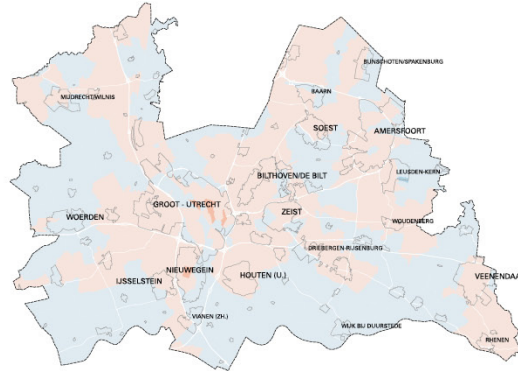 BUNSCHOTEN/SPAKENBURG
BAARN
MIJDRECHT/WILNIS
SOEST
AMERSFOORT
BILTHOVEN/DE BILT
LEUSDEN-KERN
GROOT - UTRECHT
ZEIST
WOERDEN
WOUDENBERG
DRIEBERGEN-RIJSENBURG
NIEUWEGEIN
HOUTEN (U.)
VEENENDAA
IJSSELSTEIN
VIANEN (ZH.)
WIJK BIJ DUURSTEDE
RHENEN